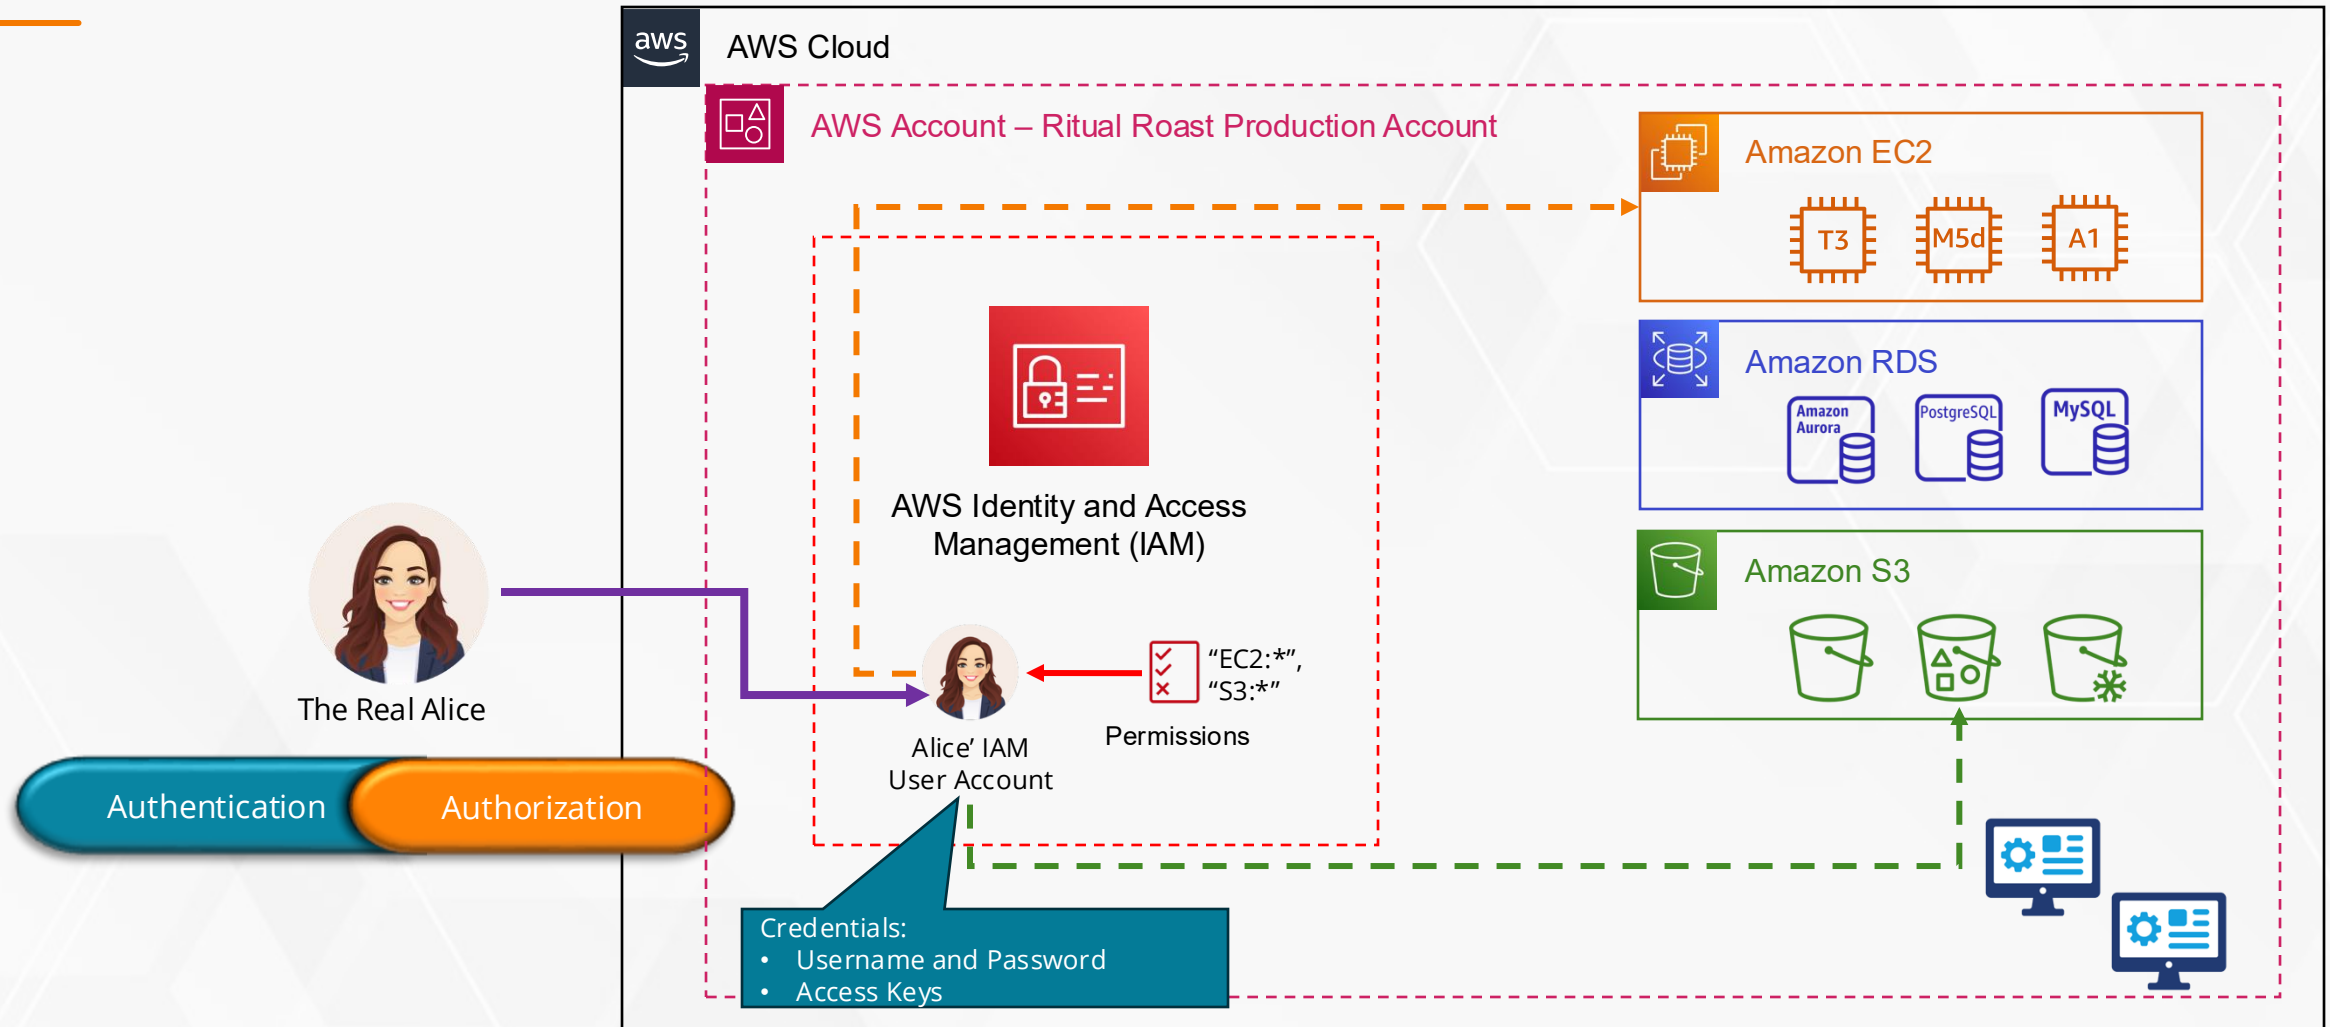 aws
AWS Cloud
AWS Account – Ritual Roast Production Account
Amazon EC2
T3
M5d
A1
Amazon RDS
Amazon
Aurora
PostgreSQL
MySQL
Amazon S3
AWS Identity and Access
Management (IAM)
The Real Alice
Authentication
Authorization
Alice’ IAM
User Account
“EC2:*”,
“S3:*”
Permissions
Credentials:
• Username and Password
• Access Keys